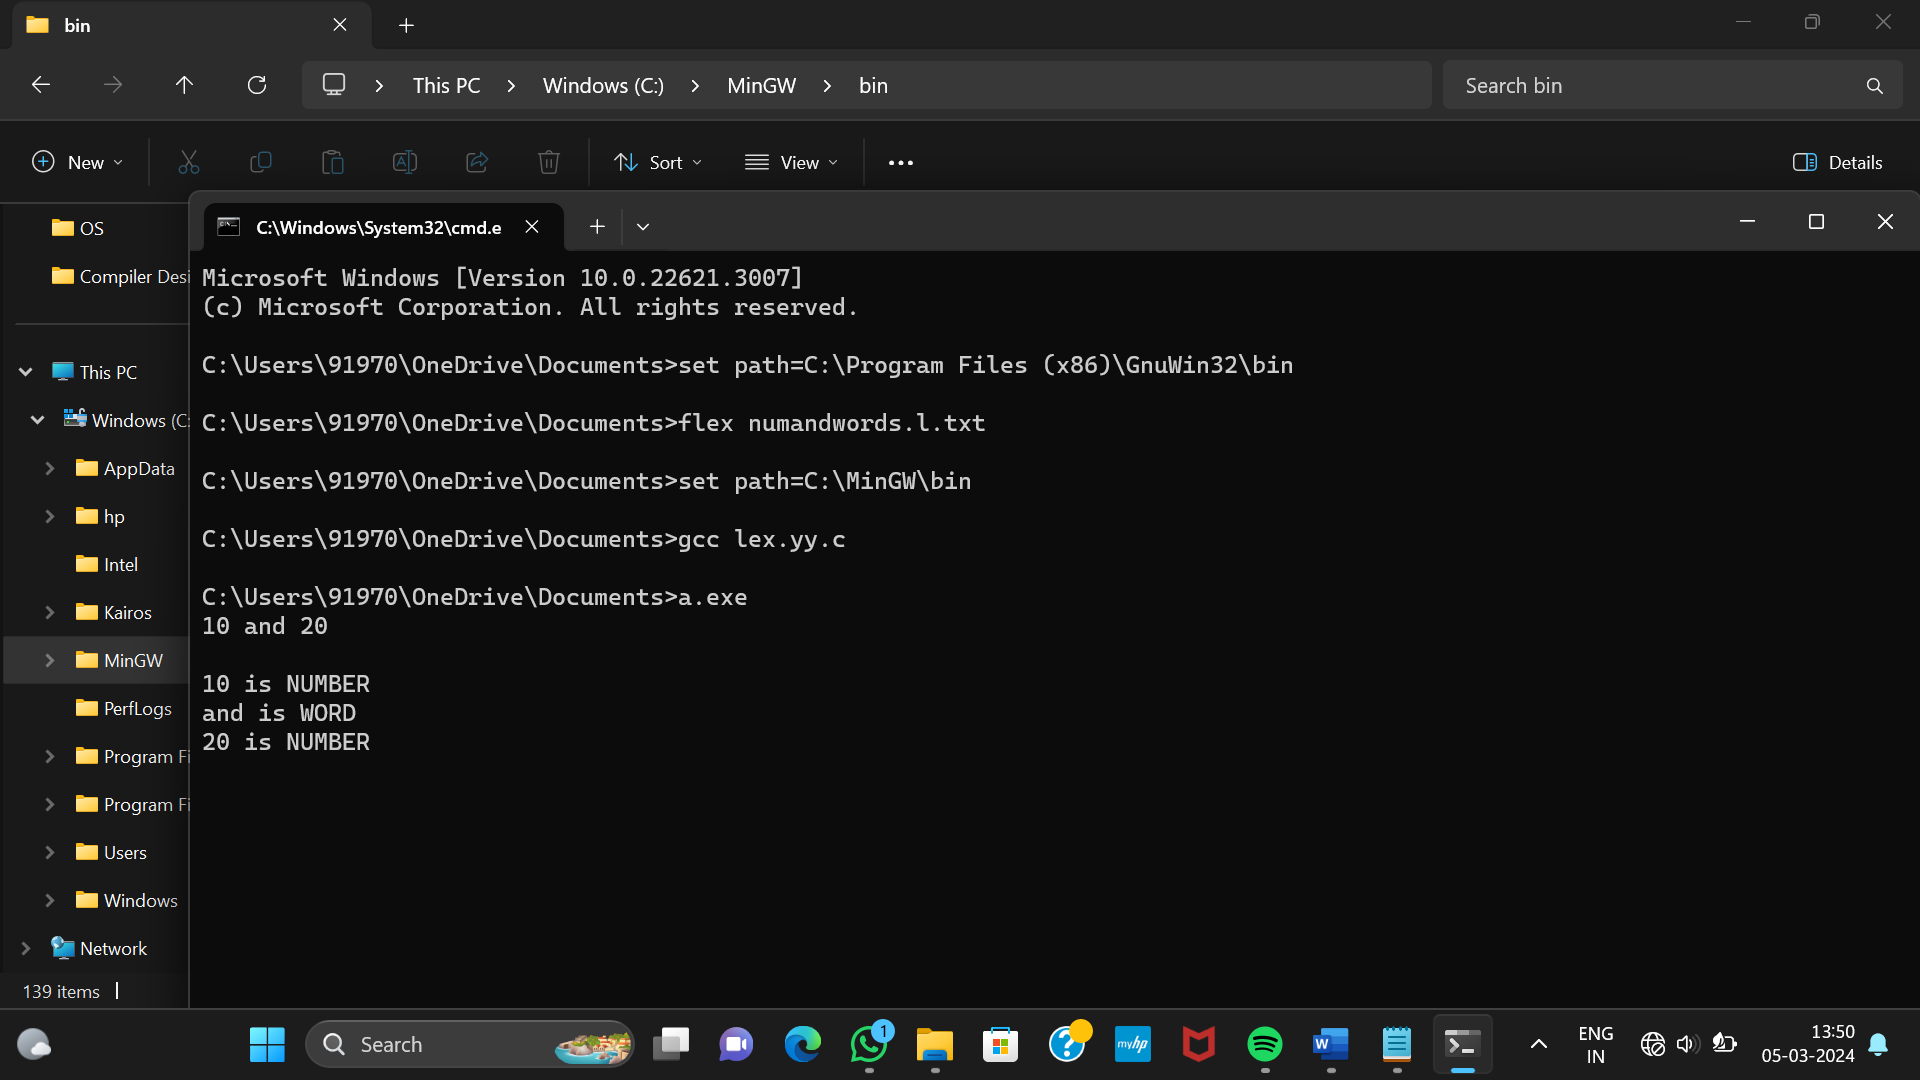 bin
This PC > Windows (C:) > MinGW > bin
Search bin
New
Sort
View
Details
OS
Compiler Desi
This PC
Windows (C:
AppData
hp
Intel
Kairos
MinGW
PerfLogs
Program Fi
Program Fi
Users
Windows
Network
139 items
C:\Windows\System32\cmd.e
Microsoft Windows [Version 10.0.22621.3007]
(c) Microsoft Corporation. All rights reserved.
C:\Users\91970\OneDrive\Documents>set path=C:\Program Files (x86)\GnuWin32\bin
C:\Users\91970\OneDrive\Documents>flex numandwords.l.txt
C:\Users\91970\OneDrive\Documents>set path=C:\MinGW\bin
C:\Users\91970\OneDrive\Documents>gcc lex.yy.c
C:\Users\91970\OneDrive\Documents>a.exe
10 and 20
10 is NUMBER
and is WORD
20 is NUMBER
Search
1
myhp
W
ENG
IN
13:50
05-03-2024